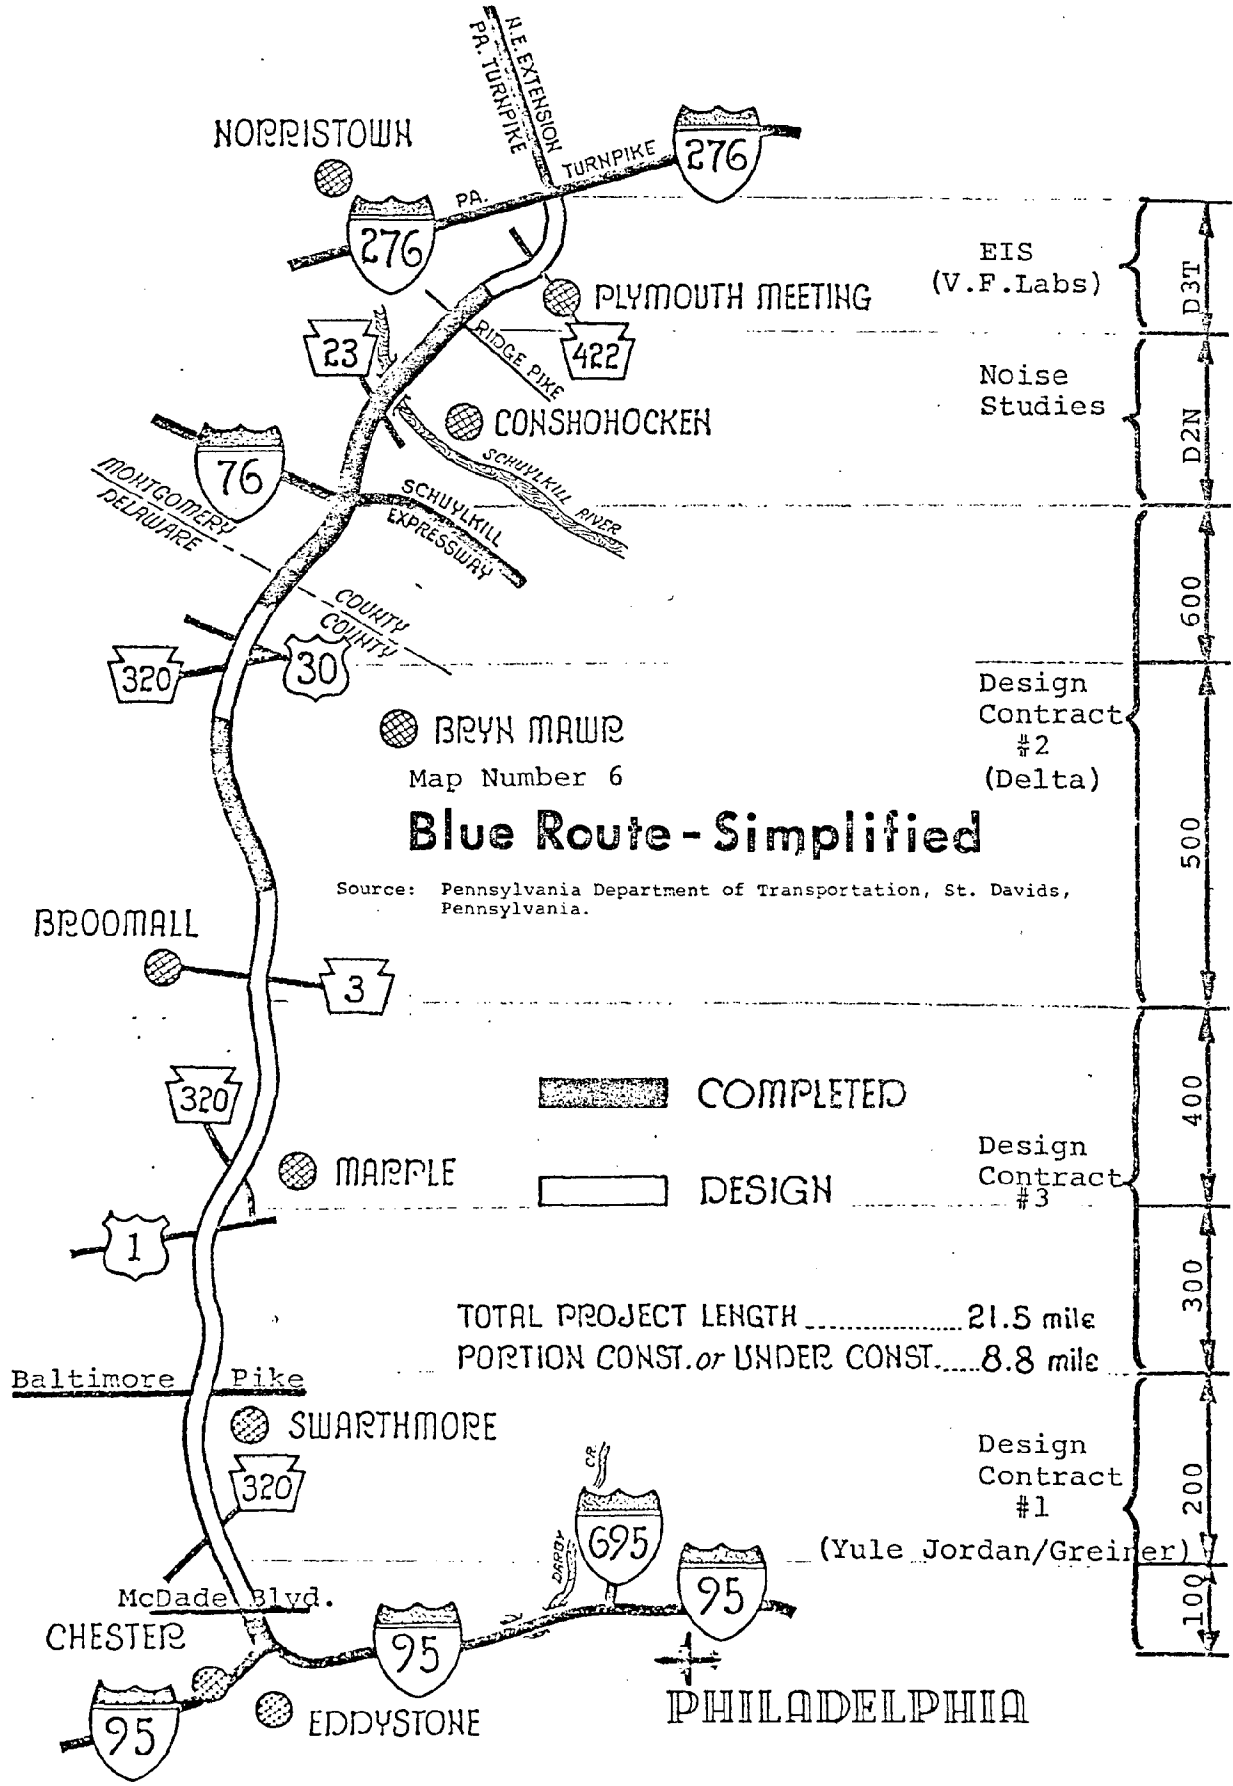 N.E. EXTENSION
PA. TURNPIKE
NORRISTOWN
TURNPIKE
276
PA.
276
EIS
(V.F.Labs)
D3T
PLYMOUTH MEETING
23
RIDGE PIKE
422
Noise
Studies
D2N
CONSHOHOCKEN
76
SCHUYLKILL RIVER
MONTGOMERY
DELAWARE
SCHUYLKILL
EXPRESSWAY
COUNTY
COUNTY
600
320
30
Design
Contract
#2
(Delta)
BRYN MAWR
Map Number 6
Blue Route-Simplified
500
Source: Pennsylvania Department of Transportation, St. Davids,
Pennsylvania.
BROOMALL
3
320
COMPLETED
400
MARPLE
DESIGN
Design
Contract
#3
1
300
TOTAL PROJECT LENGTH ................... 21.5 mile
PORTION CONST. or UNDER CONST. ..... 8.8 mile
Baltimore Pike
SWARTHMORE
320
CR
Design
Contract
#1
200
695
DARBY
(Yule Jordan/Greiner)
95
McDade Blvd.
100
CHESTER
95
95
EDDYSTONE
PHILADELPHIA